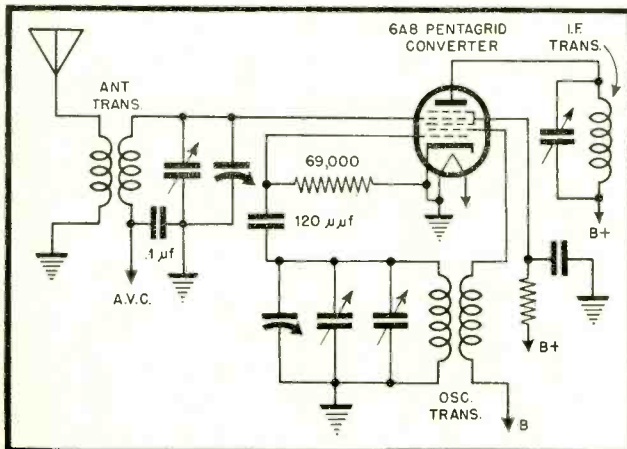 6A8 PENTAGRID
CONVERTER
I.F.
TRANS.
ANT
TRANS.
69,000
120 μμf
.1 μf
A.V.C.
B+
B+
OSC.
TRANS.
B